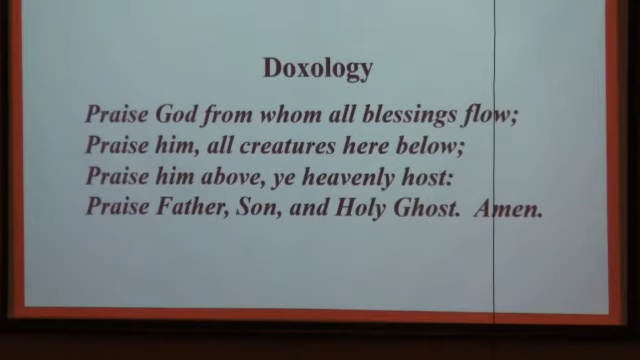 Doxology
Praise God from whom all blessings flow;
Praise him, all creatures here below;
Praise him above, ye heavenly host:
Praise Father, Son, and Holy Ghost. Amen.